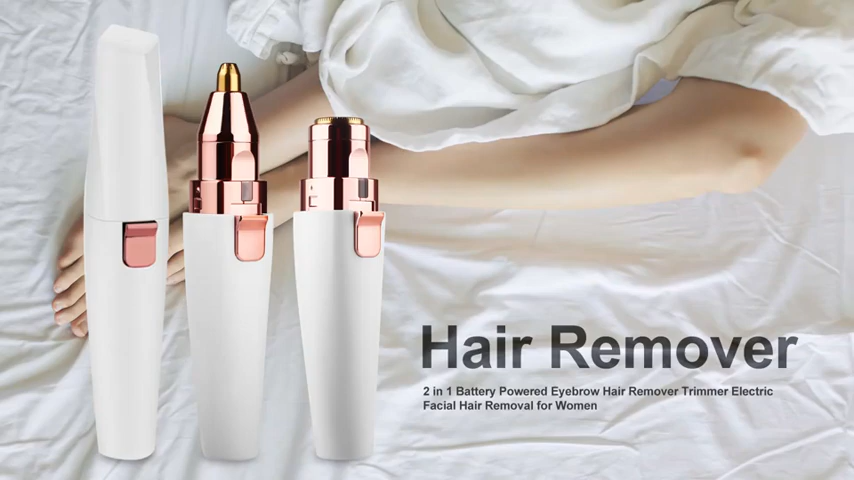 Hair Remover
2 in 1 Battery Powered Eyebrow Hair Remover Trimmer Electric
Facial Hair Removal for Women